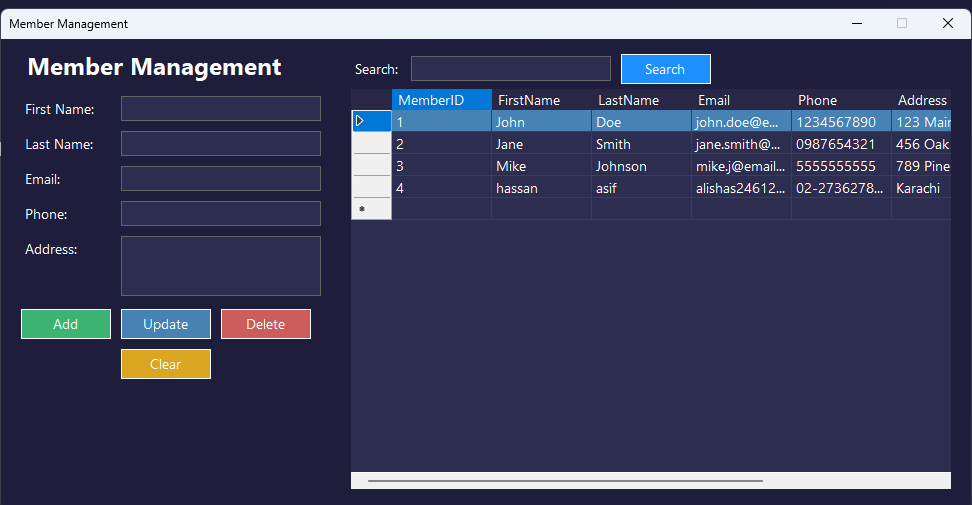 Member Management
Member Management
First Name:
Last Name:
Email:
Phone:
Address:
Add Update Delete
Clear
Search: Search
MemberID FirstName LastName Email Phone Address
1 John Doe john.doe@e... 1234567890 123 Main
2 Jane Smith jane.smith@... 0987654321 456 Oak
3 Mike Johnson mike.j@email... 5555555555 789 Pine
4 hassan asif alishas24612... 02-2736278... Karachi